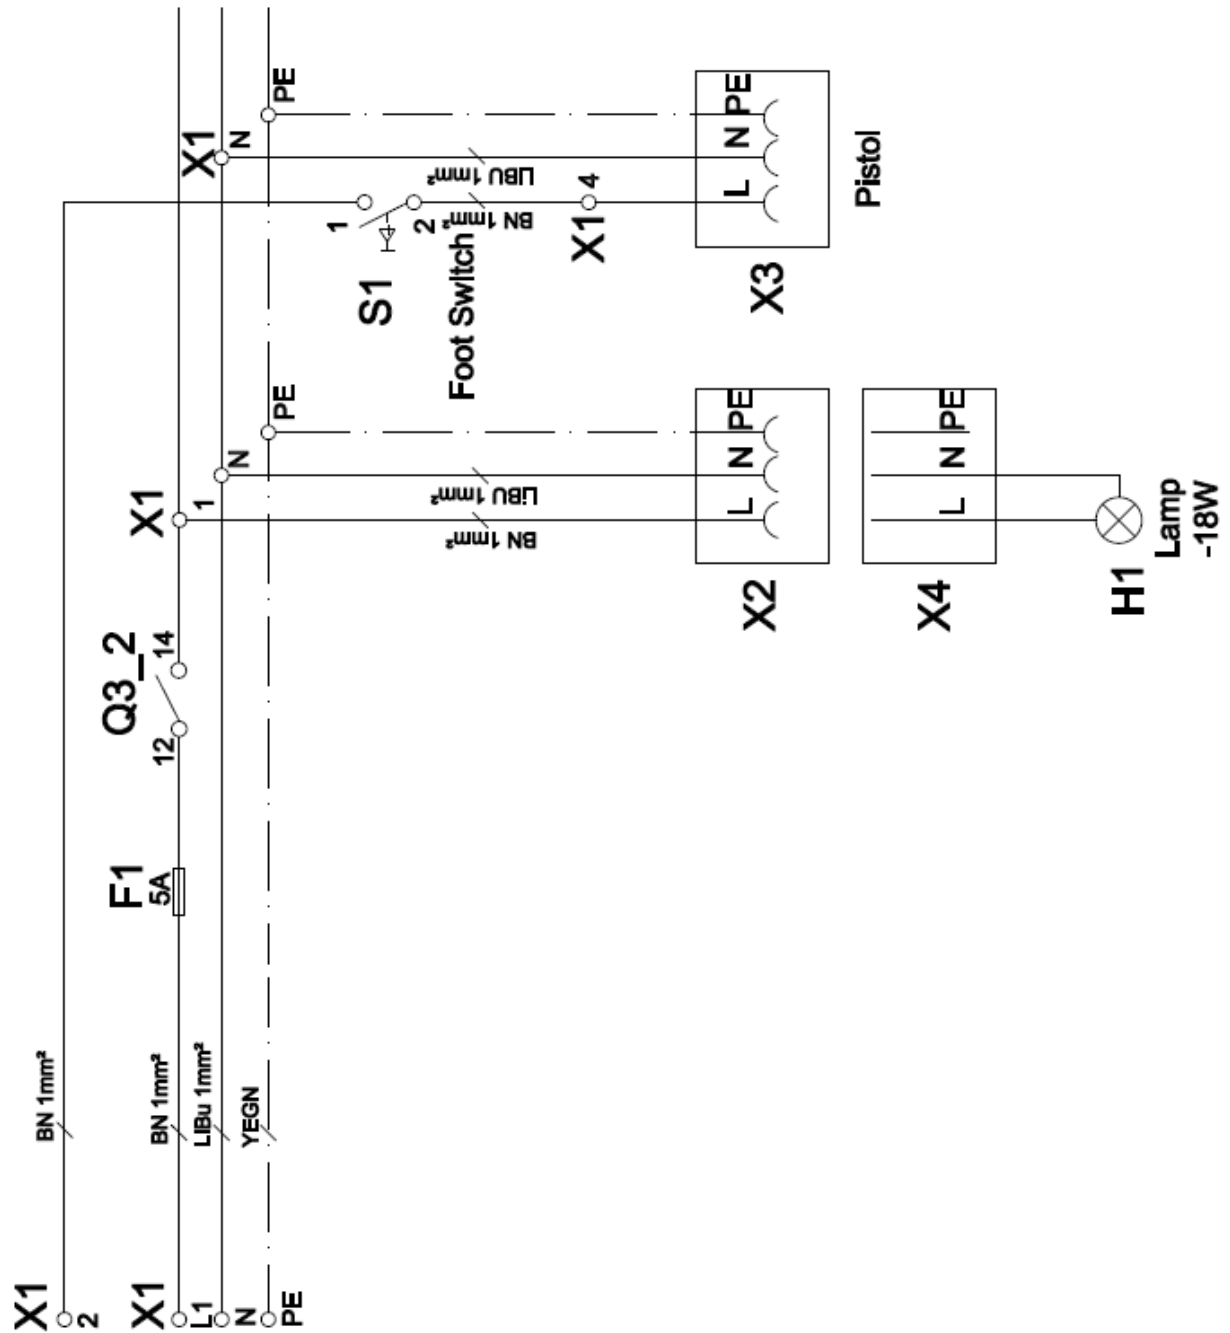 X1
2
BN 1mm²
X1
L1
N
PE
BN 1mm²
LIBu 1mm²
YEGN
F1
5A
Q3_2
12
14
X1
1
N
PE
BN 1mm²
LiBU 1mm²
X2
L
N
PE
X4
L
N
PE
H1
Lamp
-18W
X1
N
PE
S1
1
2
Foot Switch
BN 1mm²
LIBU 1mm²
X1
4
X3
L
N
PE
Pistol